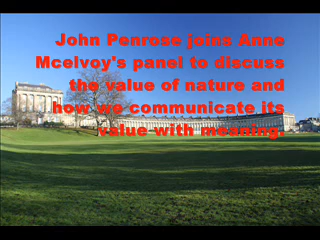 John Penrose joins Anne
Mcelvoy's panel to discuss
the value of nature and
how we communicate its
value with meaning.